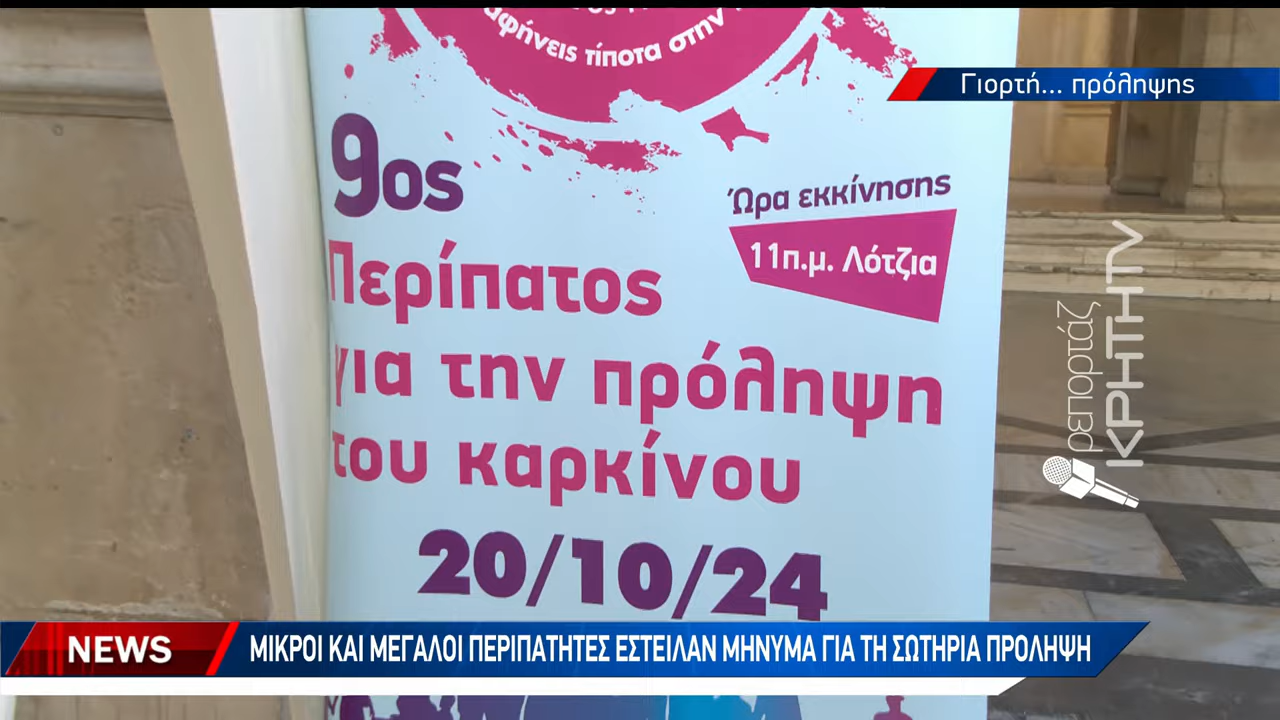 αφήνεις τίποτα στην
Γιορτή... πρόληψης
9ος
Ώρα εκκίνησης
11π.μ. Λότζια
Περίπατος
για την πρόληψη
του καρκίνου
20/10/24
ρεπορτάζ
ΚΡΗΤΗTV
NEWS
ΜΙΚΡΟΙ ΚΑΙ ΜΕΓΑΛΟΙ ΠΕΡΙΠΑΤΗΤΕΣ ΕΣΤΕΙΛΑΝ ΜΗΝΥΜΑ ΓΙΑ ΤΗ ΣΩΤΗΡΙΑ ΠΡΟΛΗΨΗ